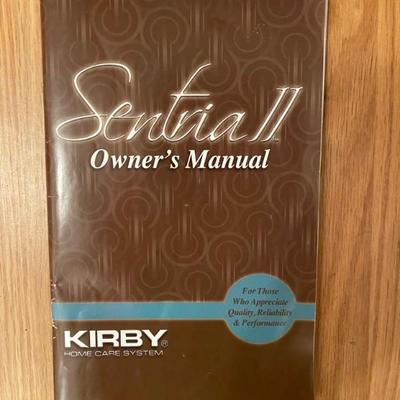 Sentria II
Owner's Manual
For Those
Who Appreciate
Quality, Reliability
& Performance
KIRBY®
HOME CARE SYSTEM